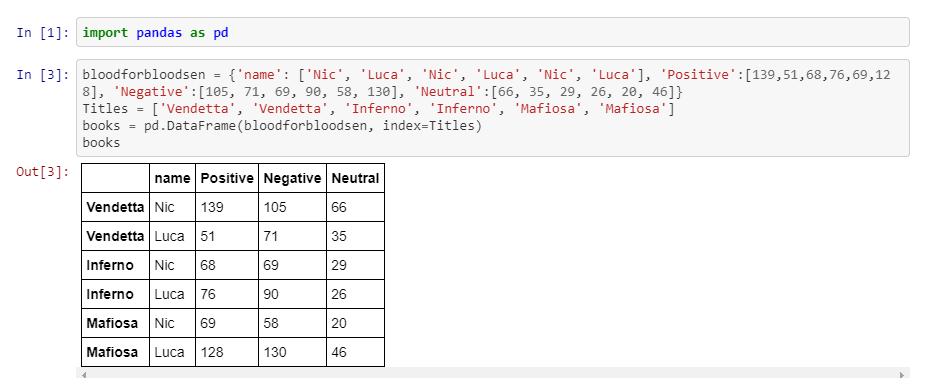 In [1]: import pandas as pd
In [3]: bloodforbloodsen = {'name': ['Nic', 'Luca', 'Nic', 'Luca', 'Nic', 'Luca'], 'Positive':[139,51,68,76,69,12
8], 'Negative':[105, 71, 69, 90, 58, 130], 'Neutral':[66, 35, 29, 26, 20, 46]}
Titles = ['Vendetta', 'Vendetta', 'Inferno', 'Inferno', 'Mafiosa', 'Mafiosa']
books = pd.DataFrame(bloodforbloodsen, index=Titles)
books
Out[3]:
name Positive Negative Neutral
Vendetta Nic 139 105 66
Vendetta Luca 51 71 35
Inferno Nic 68 69 29
Inferno Luca 76 90 26
Mafiosa Nic 69 58 20
Mafiosa Luca 128 130 46